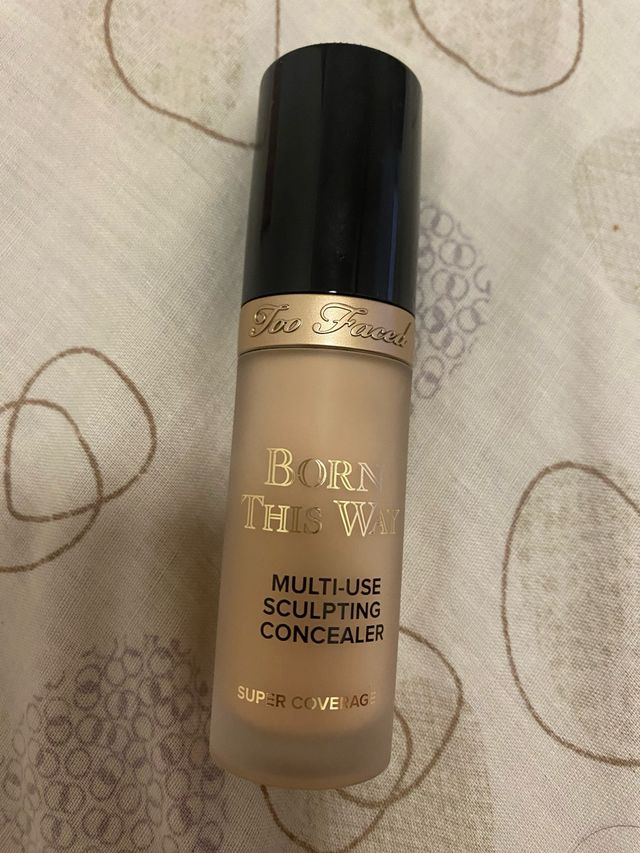 Too Faced
BORN
THIS WAY
MULTI-USE
SCULPTING
CONCEALER
SUPER COVERAGE